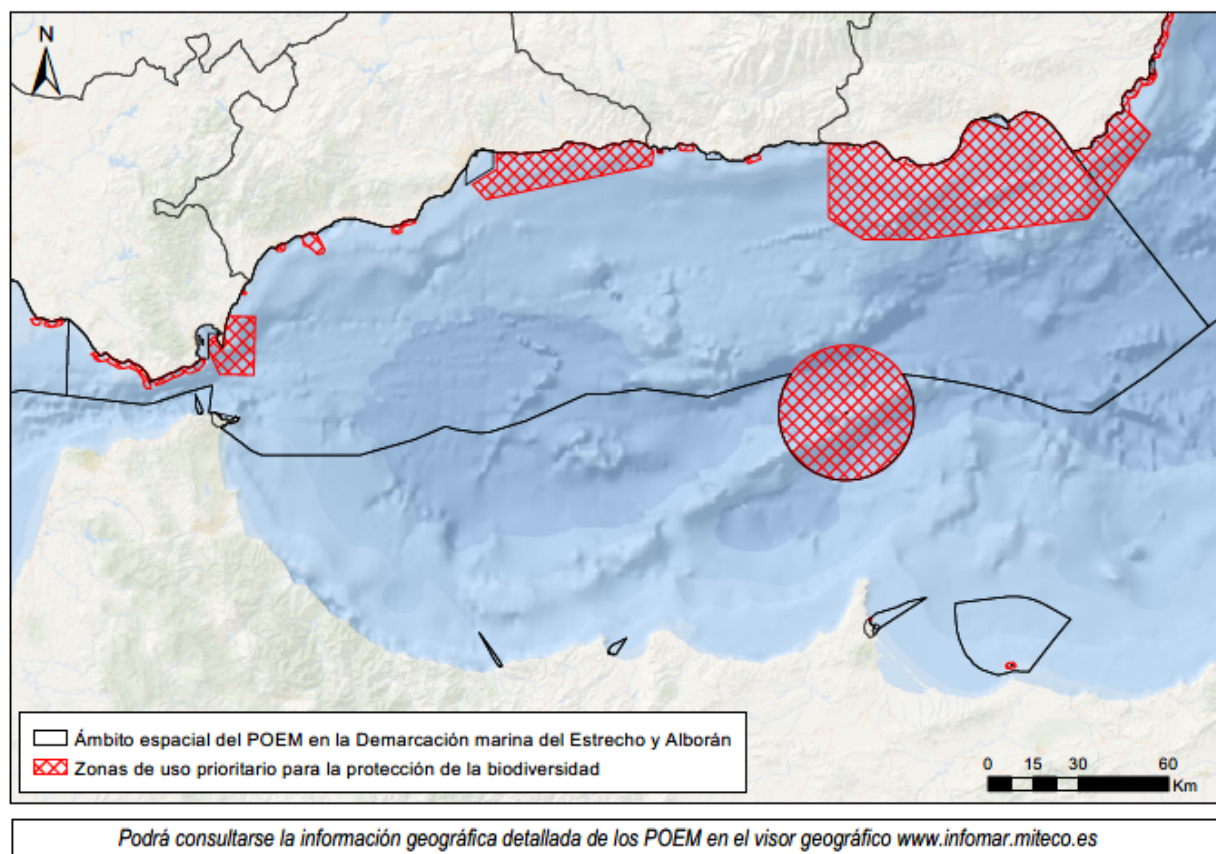 N
Ámbito espacial del POEM en la Demarcación marina del Estrecho y Alborán
Zonas de uso prioritario para la protección de la biodiversidad
0 15 30 60
Km
Podrá consultarse la información geográfica detallada de los POEM en el visor geográfico www.infomar.miteco.es